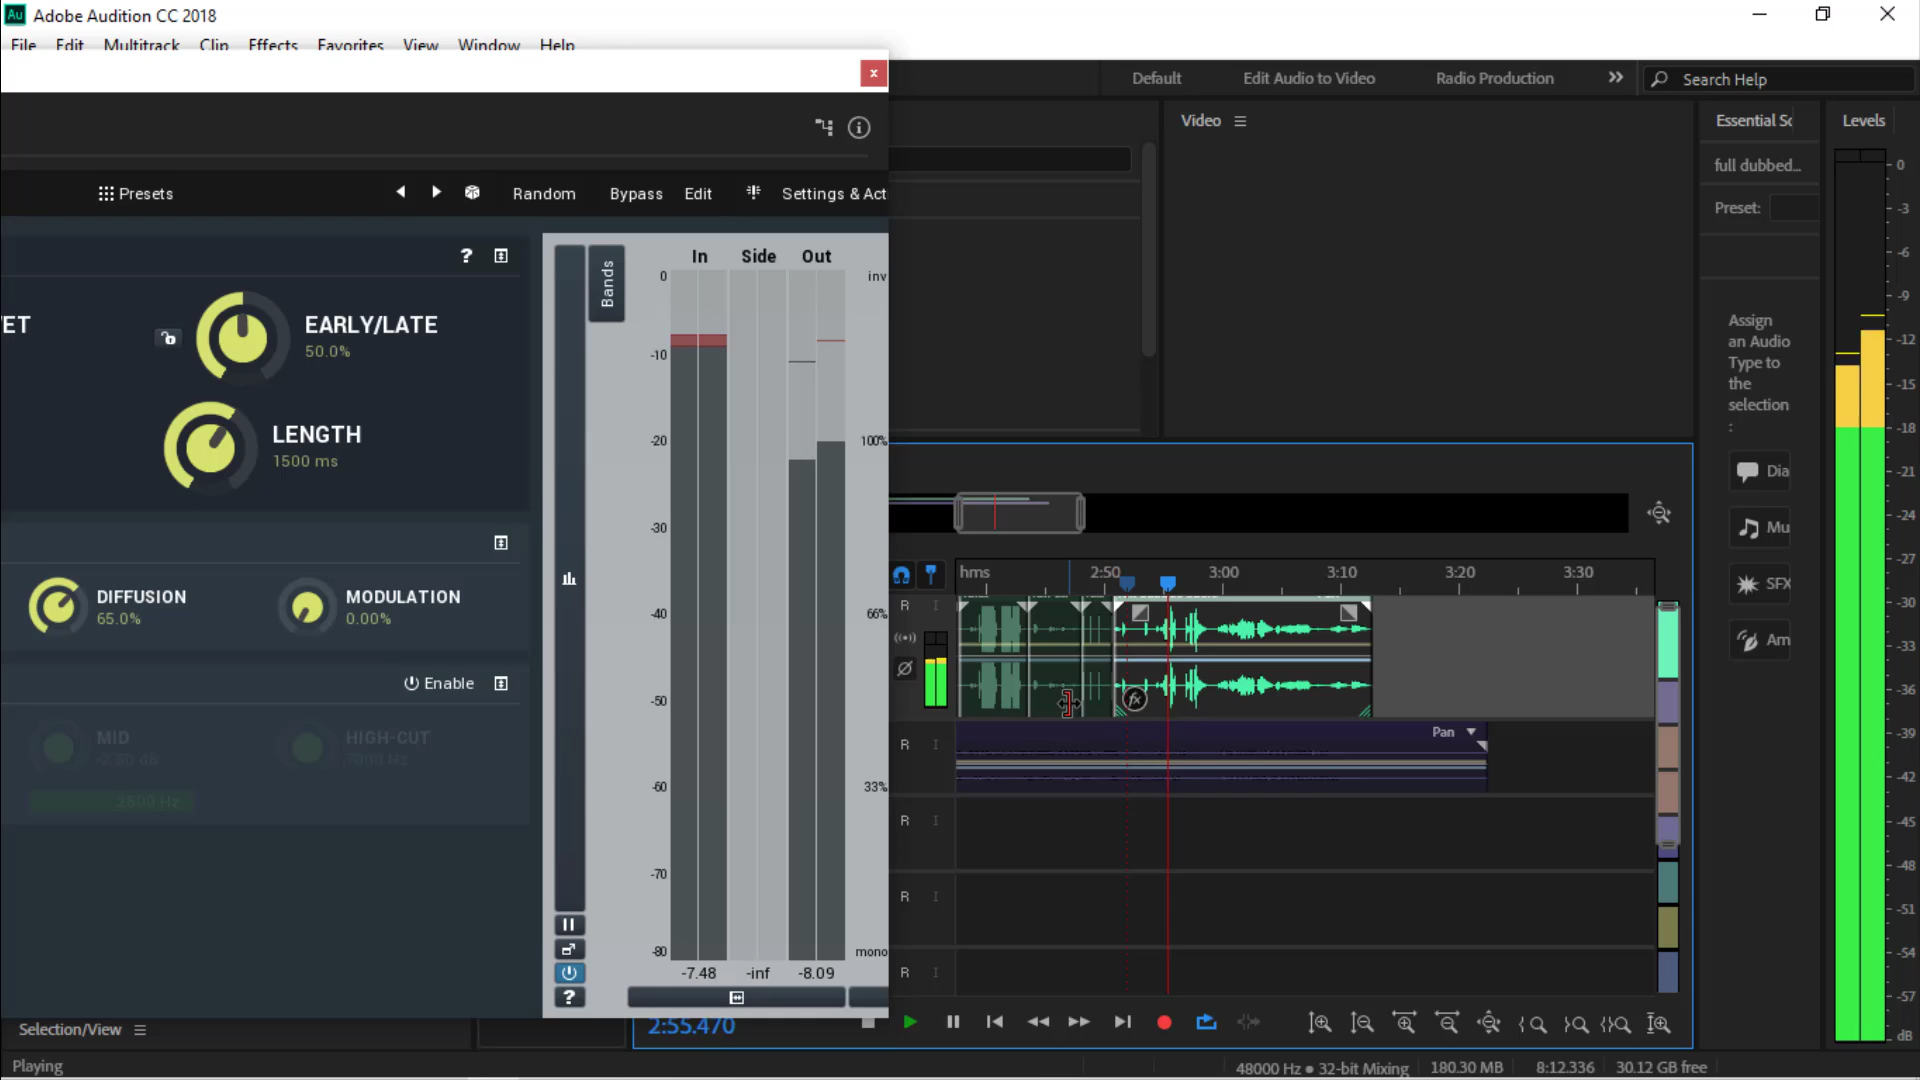 Au Adobe Audition CC 2018
File Edit Multitrack Clip Effects Favorites View Window Help
x
Default Edit Audio to Video Radio Production Search Help
Video Essential Levels
full dubbed...
Preset:
Presets Random Bypass Edit Settings & Act
? 
In Side Out
Bands
0
-10
-20
-30
-40
-50
-60
-70
-80
-7.48 -inf -8.09
inv
100%
66%
33%
mono
ET
EARLY/LATE
50.0%
LENGTH
1500 ms
DIFFUSION
65.0%
MODULATION
0.00%
Enable
MID
HIGH-CUT
?
Assign
an Audio
Type to
the
selection
:
Dia
Mu
SFX
Am
0
-3
-6
-9
-12
-15
-18
-21
-24
-27
-30
-33
-36
-39
-42
-45
-48
-51
-54
-57
dB
hms 2:50 3:00 3:10 3:20 3:30
R I
fx
R I Pan
R I
R I
R I
Selection/View
2:55.470
Playing
48000 Hz ● 32-bit Mixing 180.30 MB 8:12.336 30.12 GB free